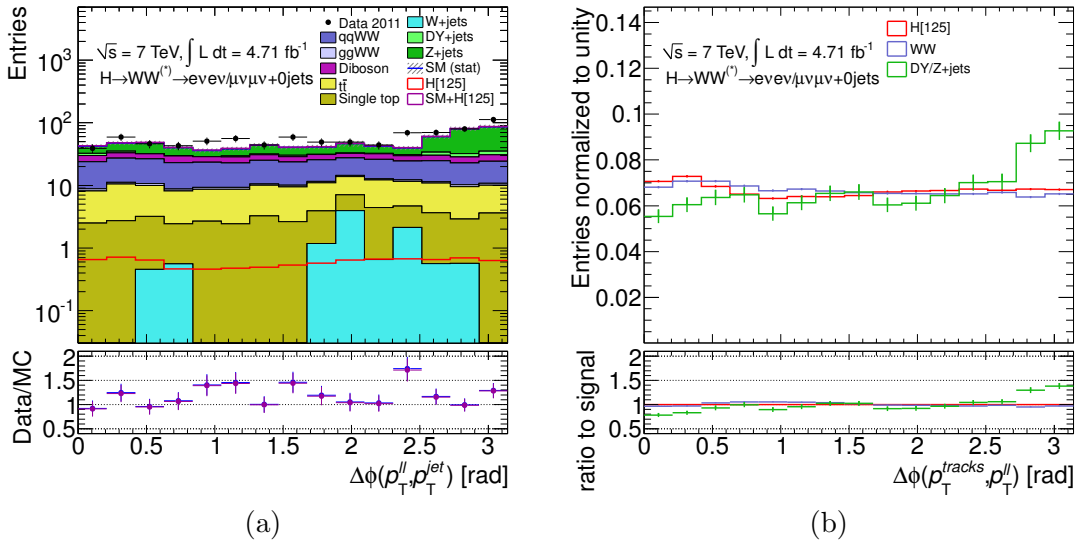 Entries
10³
10²
10
1
10⁻¹
√s = 7 TeV, ∫ L dt = 4.71 fb⁻¹
H→WW(*)→eνeν/μνμν+0jets
Data 2011
qqWW
ggWW
Diboson
tt̄
Single top
W+jets
DY+jets
Z+jets
SM (stat)
H[125]
SM+H[125]
Data/MC
2
1.5
1
0.5
0 0.5 1 1.5 2 2.5 3
Δϕ(p_T^ll,p_T^jet) [rad]
(a)
Entries normalized to unity
0.14
0.12
0.1
0.08
0.06
0.04
0.02
√s = 7 TeV, ∫ L dt = 4.71 fb⁻¹
H→WW(*)→eνeν/μνμν+0jets
H[125]
WW
DY/Z+jets
ratio to signal
2
1.5
1
0.5
0 0.5 1 1.5 2 2.5 3
Δϕ(p_T^tracks,p_T^ll) [rad]
(b)